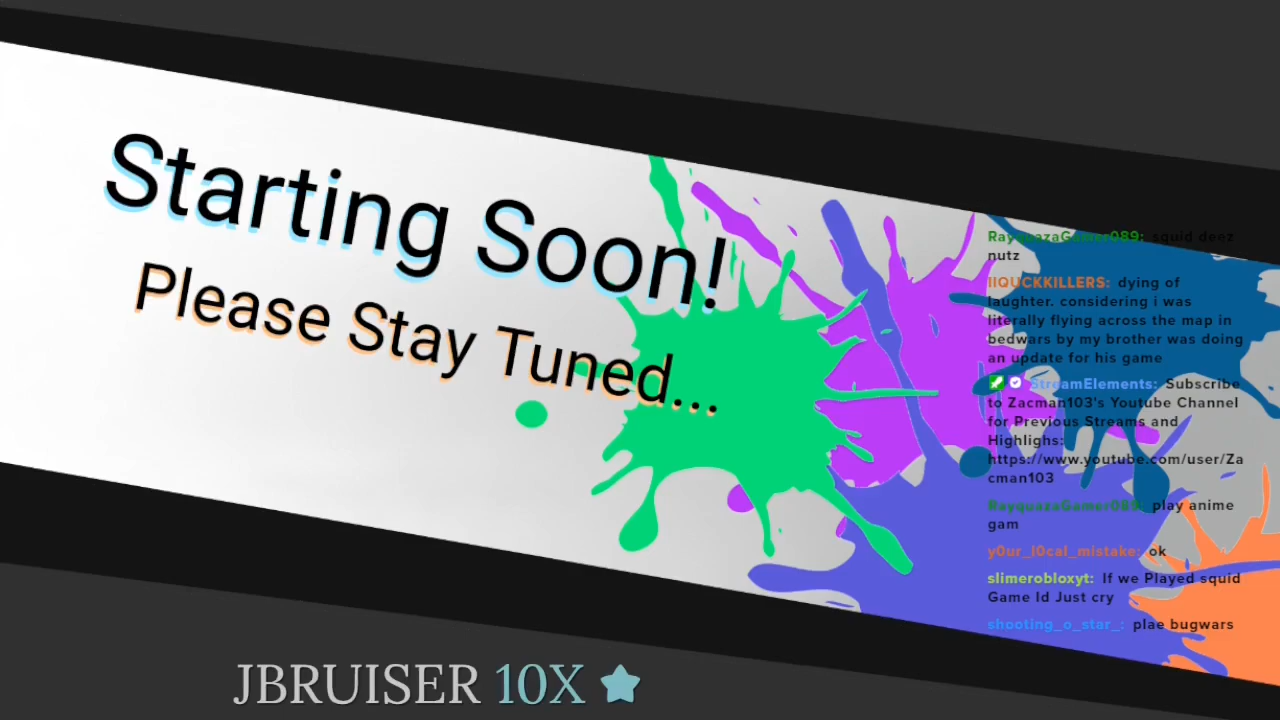 Starting Soon!
Please Stay Tuned...
RayquazaGamer089: squid deez
nutz
IIQUCKKILLERS: dying of
laughter. considering i was
literally flying across the map in
bedwars by my brother was doing
an update for his game
StreamElements: Subscribe
to Zacman103's Youtube Channel
for Previous Streams and
Highlighs:
https://www.youtube.com/user/Za
cman103
RayquazaGamer089: play anime
gam
y0ur_l0cal_mistake: ok
slimerobloxyt: If we Played squid
Game Id Just cry
shooting_o_star_: plae bugwars
JBRUISER 10X